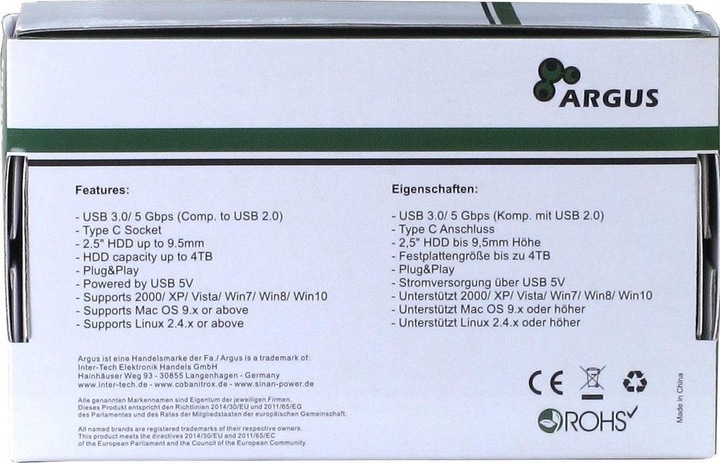 ARGUS
Features:
- USB 3.0/ 5 Gbps (Comp. to USB 2.0)
- Type C Socket
- 2.5" HDD up to 9.5mm
- HDD capacity up to 4TB
- Plug&Play
- Powered by USB 5V
- Supports 2000/ XP/ Vista/ Win7/ Win8/ Win10
- Supports Mac OS 9.x or above
- Supports Linux 2.4.x or above
Eigenschaften:
- USB 3.0/ 5 Gbps (Komp. mit USB 2.0)
- Type C Anschluss
- 2,5" HDD bis 9,5mm Höhe
- Festplattengröße bis zu 4TB
- Plug&Play
- Stromversorgung über USB 5V
- Unterstützt 2000/ XP/ Vista/ Win7/ Win8/ Win10
- Unterstützt Mac OS 9.x oder höher
- Unterstützt Linux 2.4.x oder höher
Argus ist eine Handelsmarke der Fa./ Argus is a trademark of:
Inter-Tech Elektronik Handels GmbH
Hainhäuser Weg 93 - 30855 Langenhagen - Germany
www.inter-tech.de - www.cobanitrox.de - www.sinan-power.de
Alle genannten Markennamen sind Eigentum der jeweiligen Firmen.
Dieses Produkt entspricht den Richtlinien 2014/30/EU und 2011/65/EG
des Parlamentes und des Rates der Mitgliedstaaten der europäischen Gemeinschaft.
All named brands are registered trademarks of their respective owners.
This product meets the directives 2014/30/EU and 2011/65/EC
of the European Parliament and the Council of the European Community.
CE
ROHS
Made in China